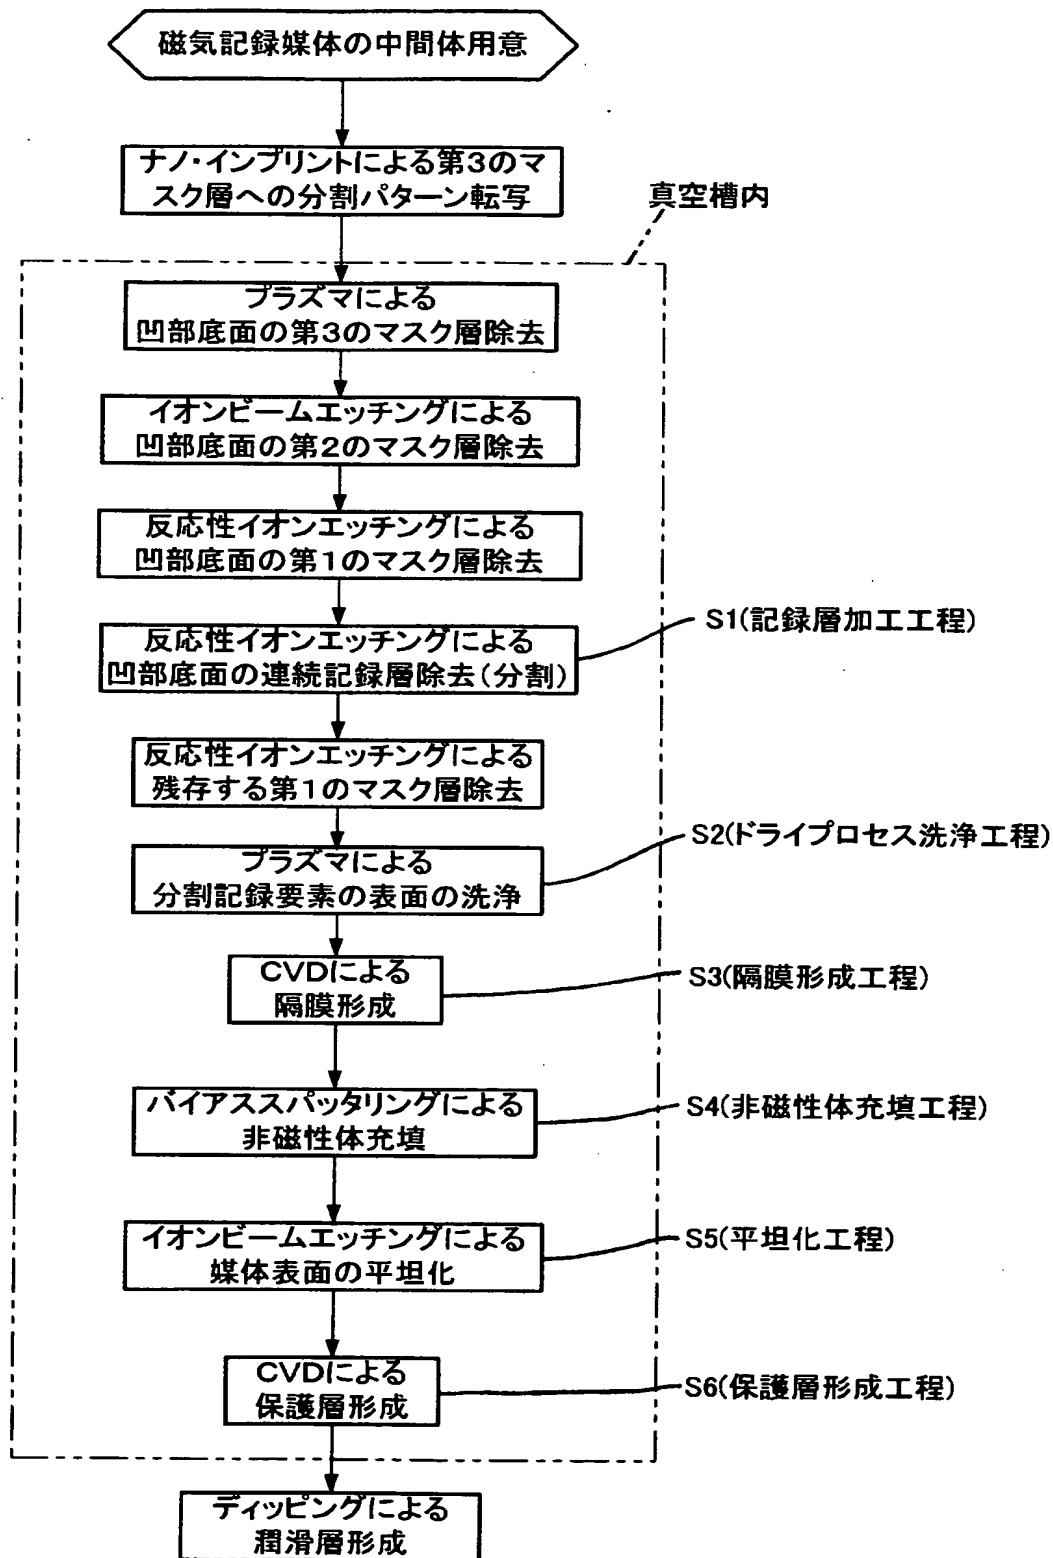 磁気記録媒体の中間体用意
ナノ・インプリントによる第3のマ
スク層への分割パターン転写
真空槽内
プラズマによる
凹部底面の第3のマスク層除去
イオンビームエッチングによる
凹部底面の第2のマスク層除去
反応性イオンエッチングによる
凹部底面の第1のマスク層除去
反応性イオンエッチングによる
凹部底面の連続記録層除去(分割)
S1(記録層加工工程)
反応性イオンエッチングによる
残存する第1のマスク層除去
プラズマによる
分割記録要素の表面の洗浄
S2(ドライプロセス洗浄工程)
CVDによる
隔膜形成
S3(隔膜形成工程)
バイアススパッタリングによる
非磁性体充填
S4(非磁性体充填工程)
イオンビームエッチングによる
媒体表面の平坦化
S5(平坦化工程)
CVDによる
保護層形成
S6(保護層形成工程)
ディッピングによる
潤滑層形成